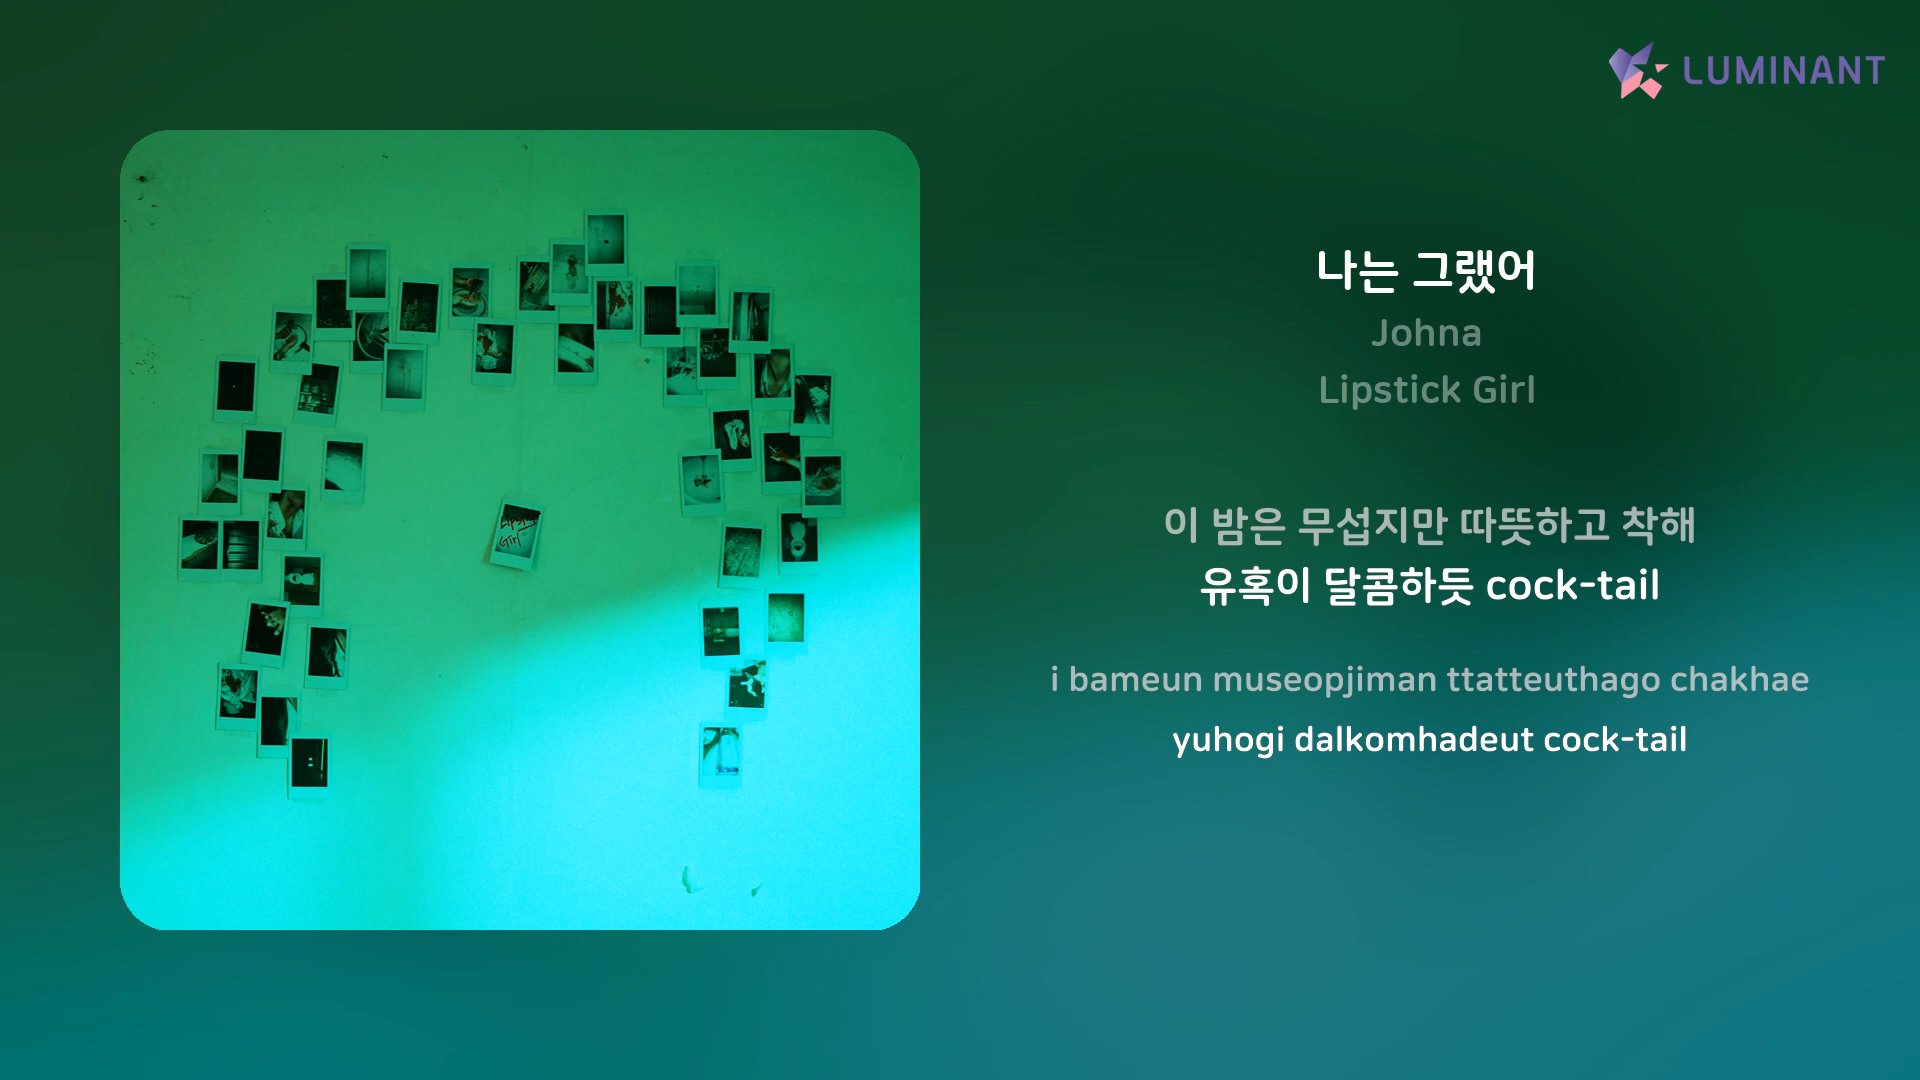 LUMINANT
나는 그랬어
Johna
Lipstick Girl
Lipstick
Girl
이 밤은 무섭지만 따뜻하고 착해
유혹이 달콤하듯 cock-tail
i bameun museopjiman ttatteuthago chakhae
yuhogi dalkomhadeut cock-tail